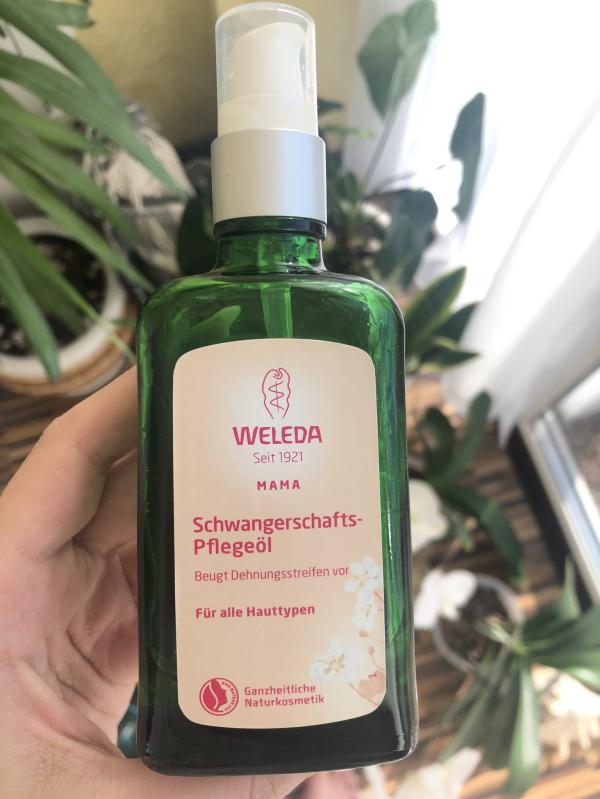 WELEDA
Seit 1921
MAMA
Schwangerschafts-
Pflegeöl
Beugt Dehnungsstreifen vor
Für alle Hauttypen
Ganzheitliche
Naturkosmetik